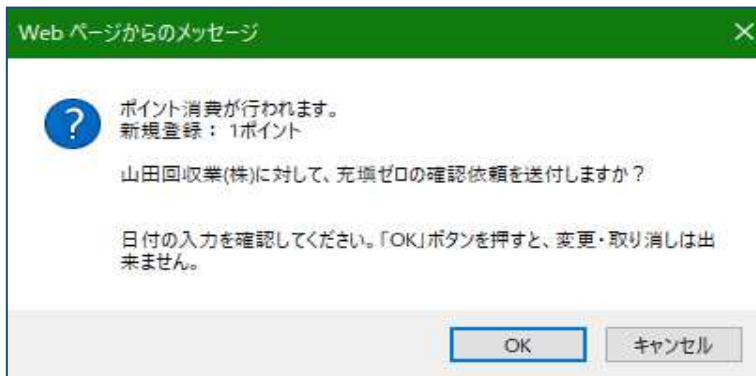 Web ページからのメッセージ
ポイント消費が行われます。
新規登録： 1ポイント
山田回収業(株)に対して、充塡ゼロの確認依頼を送付しますか？
日付の入力を確認してください。「OK」ボタンを押すと、変更・取り消しは出
来ません。
OK
キャンセル